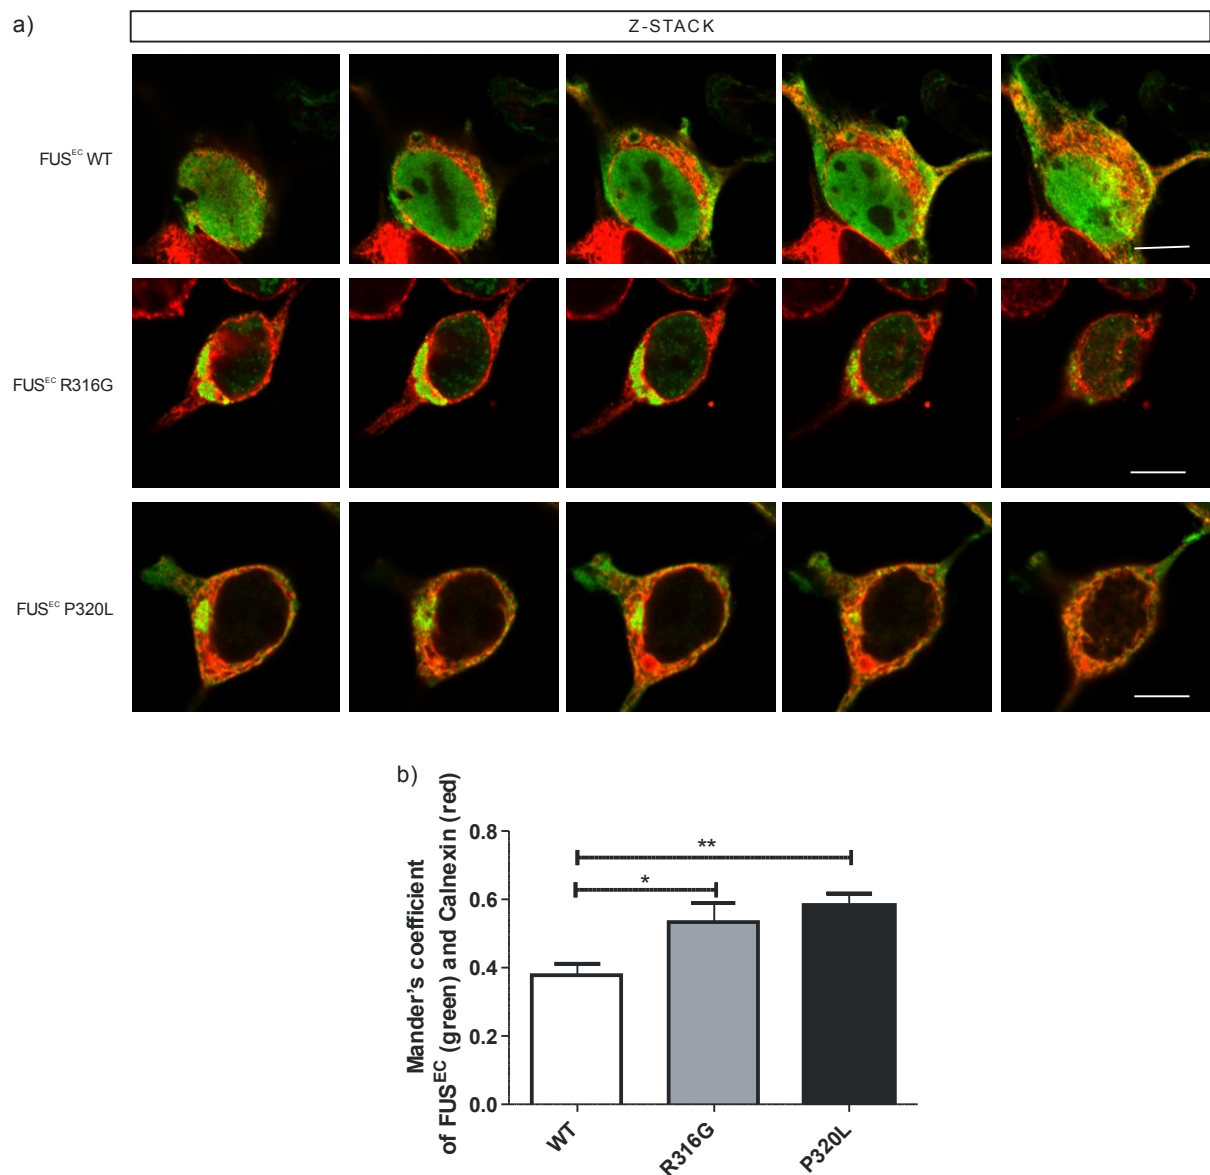 a)
Z-STACK
FUS^EC WT
FUS^EC R316G
FUS^EC P320L
b)
Mander's coefficient
of FUS^EC (green) and Calnexin (red)
0.8
0.6
0.4
0.2
0.0
**
*
WT
R316G
P320L